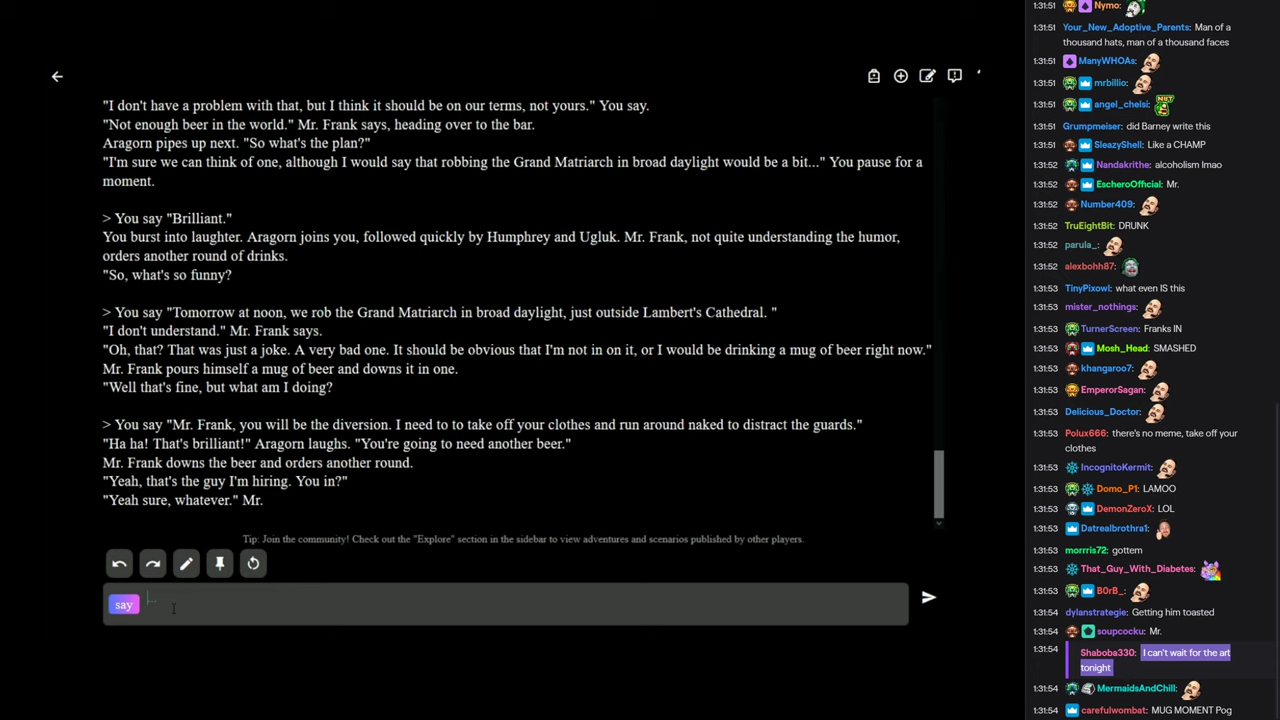 "I don't have a problem with that, but I think it should be on our terms, not yours." You say.
"Not enough beer in the world." Mr. Frank says, heading over to the bar.
Aragorn pipes up next. "So what's the plan?"
"I'm sure we can think of one, although I would say that robbing the Grand Matriarch in broad daylight would be a bit..." You pause for a
moment.
> You say "Brilliant."
You burst into laughter. Aragorn joins you, followed quickly by Humphrey and Ugluk. Mr. Frank, not quite understanding the humor,
orders another round of drinks.
"So, what's so funny?
> You say "Tomorrow at noon, we rob the Grand Matriarch in broad daylight, just outside Lambert's Cathedral. "
"I don't understand." Mr. Frank says.
"Oh, that? That was just a joke. A very bad one. It should be obvious that I'm not in on it, or I would be drinking a mug of beer right now."
Mr. Frank pours himself a mug of beer and downs it in one.
"Well that's fine, but what am I doing?
> You say "Mr. Frank, you will be the diversion. I need to to take off your clothes and run around naked to distract the guards."
"Ha ha! That's brilliant!" Aragorn laughs. "You're going to need another beer."
Mr. Frank downs the beer and orders another round.
"Yeah, that's the guy I'm hiring. You in?"
"Yeah sure, whatever." Mr.
Tip: Join the community! Check out the "Explore" section in the sidebar to view adventures and scenarios published by other players.
say
1:31:51 Nymo:
1:31:51 Your_New_Adoptive_Parents: Man of a
thousand hats, man of a thousand faces
1:31:51 ManyWHOAs:
1:31:51 mrbillio:
1:31:51 angel_chelsi:
1:31:51 Grumpmeiser: did Barney write this
1:31:51 SleazyShell: Like a CHAMP
1:31:51 Nandakrithe: alcoholism lmao
1:31:52 EscheroOfficial: Mr.
1:31:52 Number409:
1:31:52 TruEightBit: DRUNK
1:31:52 parula_:
1:31:52 alexbohh87:
1:31:53 TinyPixowl: what even IS this
1:31:53 mister_nothings:
1:31:53 TurnerScreen: Franks IN
1:31:53 Mosh_Head: SMASHED
1:31:53 khangaroo7:
1:31:53 EmperorSagan:
1:31:53 Delicious_Doctor:
1:31:53 Polux666: there's no meme, take off your
clothes
1:31:53 IncognitoKermit:
1:31:53 Domo_P1: LAMOO
1:31:53 DemonZeroX: LOL
1:31:53 Datrealbrothra1:
1:31:53 morrris72: gottem
1:31:53 That_Guy_With_Diabetes:
1:31:53 B0rB_:
1:31:54 dylanstrategie: Getting him toasted
1:31:54 soupcocku: Mr.
1:31:54 Shaboba330: I can't wait for the art
tonight
1:31:54 MermaidsAndChill:
1:31:54 carefulwombat: MUG MOMENT Pog